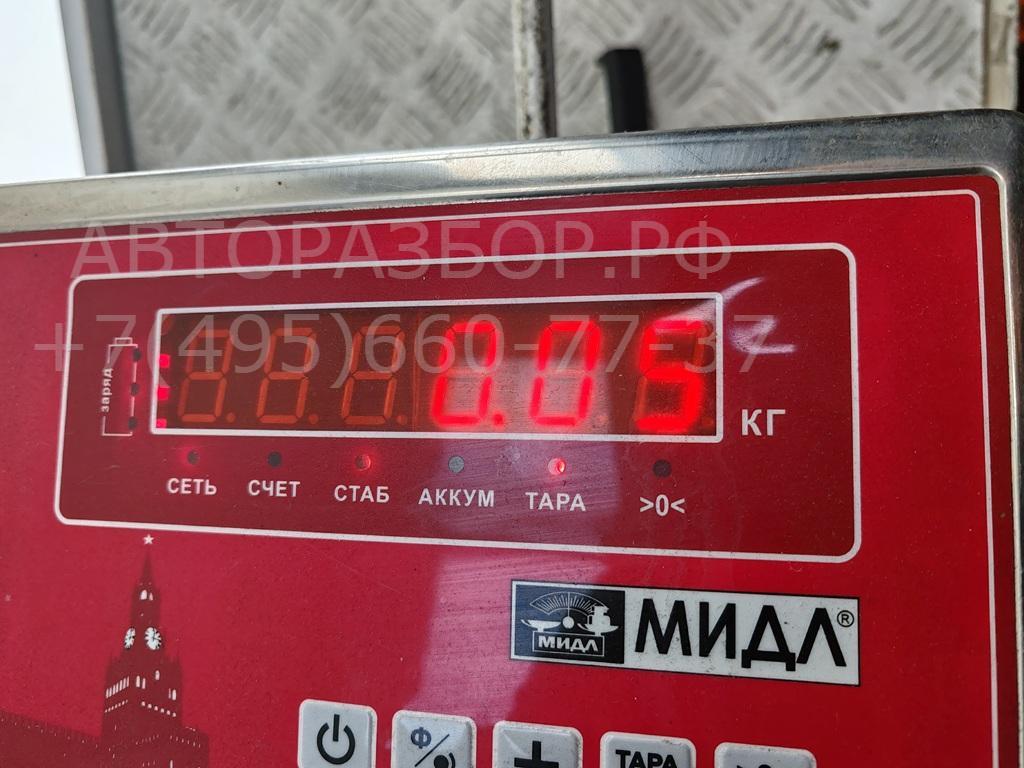 АВТОРАЗБОР.РФ
+7(495)660-77-37
заряд
0.05
КГ
СЕТЬ СЧЕТ СТАБ АККУМ ТАРА >0<
МИДЛ МИДЛ®
Ф + ТАРА